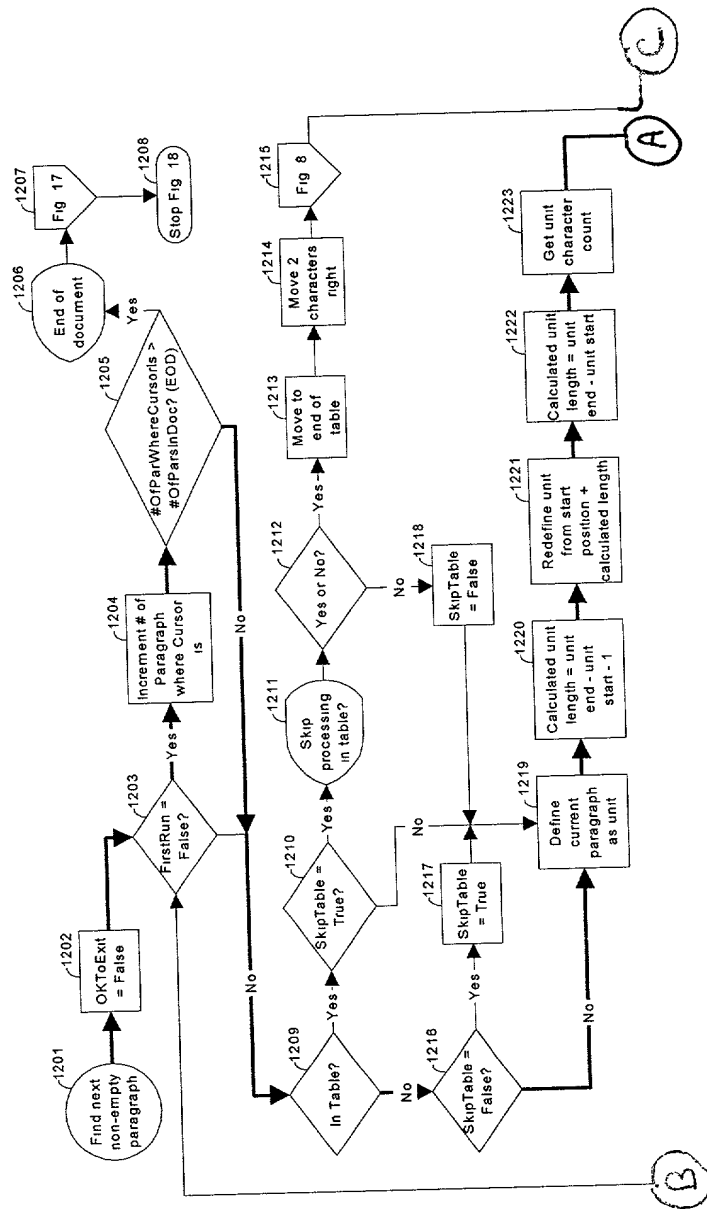 1201
Find next
non-empty
paragraph
1202
OKToExit
= False
1203
FirstRun =
False?
Yes
No
1204
Increment # of
Paragraph
where Cursor
is
1205
#OfParWhereCursorIs >
#OfParsInDoc? (EOD)
Yes
No
1206
End of
document
1207
Fig 17
1208
Stop Fig 18
1209
In Table?
Yes
No
1210
SkipTable =
True?
Yes
No
1211
Skip
processing
in table?
1212
Yes or No?
Yes
No
1213
Move to
end of
table
1214
Move 2
characters
right
1215
Fig 8
1216
SkipTable =
False?
Yes
No
1217
SkipTable
= True
1218
SkipTable
= False
1219
Define
current
paragraph
as unit
1220
Calculated unit
length = unit
end - unit
start - 1
1221
Redefine unit
from start
position +
calculated length
1222
Calculated unit
length = unit
end - unit start
1223
Get unit
character
count
A
B
C